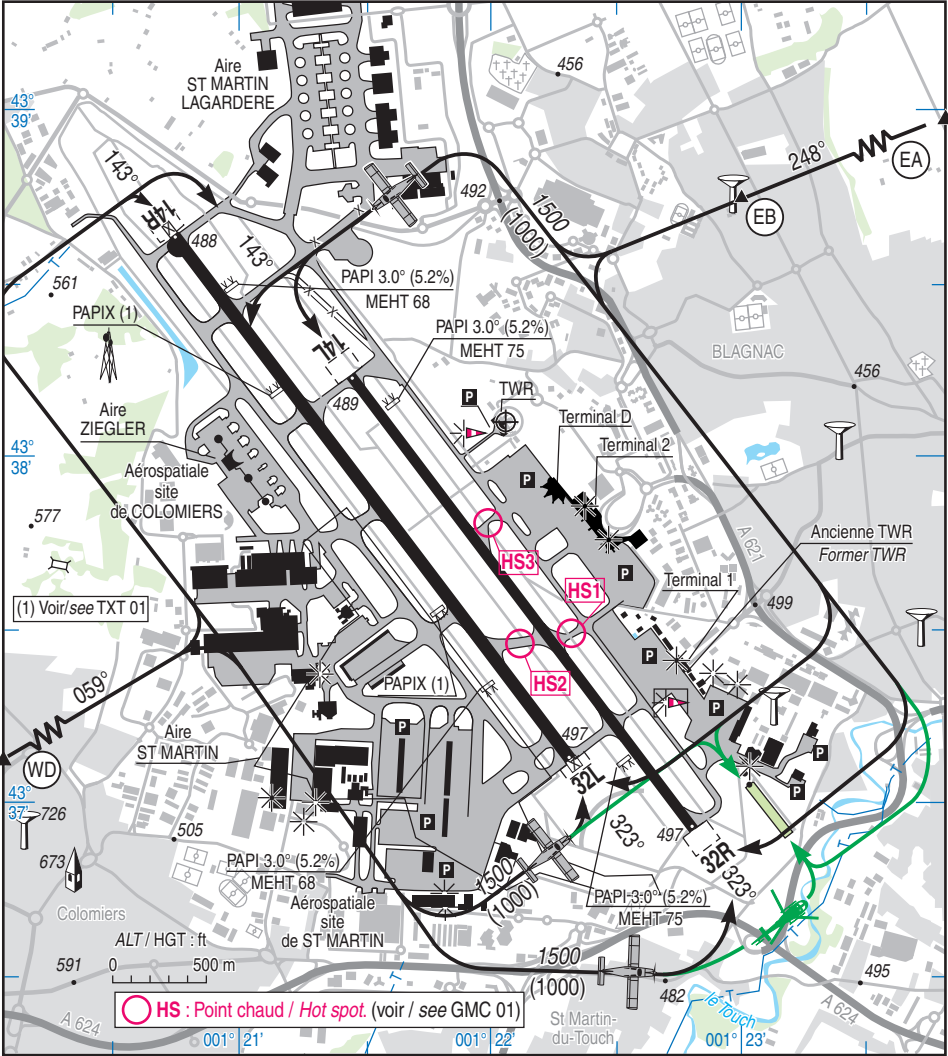 Aire
ST MARTIN
LAGARDERE
456
43°
39'
248°
EA
EB
143°
14R
488
492
1500
(1000)
143°
PAPI 3.0° (5.2%)
MEHT 68
561
PAPIX (1)
PAPI 3.0° (5.2%)
MEHT 75
14L
BLAGNAC
456
489
P
TWR
Aire
ZIEGLER
Terminal D
43°
38'
Terminal 2
Aérospatiale
site
de COLOMIERS
P
577
A 621
Ancienne TWR
Former TWR
HS3
P
Terminal 1
HS1
499
(1) Voir/see TXT 01
P
HS2
PAPIX (1)
059°
P
P
Aire
ST MARTIN
497
P
WD
32L
P
43°
37'
726
323°
497
505
P
32R
323°
673
PAPI 3.0° (5.2%)
MEHT 68
P
1500
(1000)
PAPI 3.0° (5.2%)
MEHT 75
Colomiers
Aérospatiale
site
de ST MARTIN
ALT / HGT : ft
0 500 m
1500
(1000)
591
482
495
HS : Point chaud / Hot spot. (voir / see GMC 01)
le Touch
St Martin-
du-Touch
A 624
A 624
001° 21'
001° 22'
001° 23'